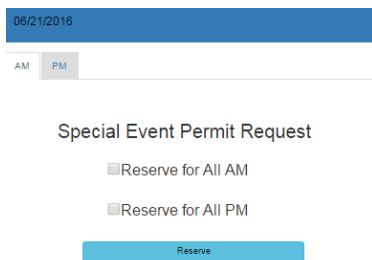 06/21/2016
AM PM
Special Event Permit Request
Reserve for All AM
Reserve for All PM
Reserve